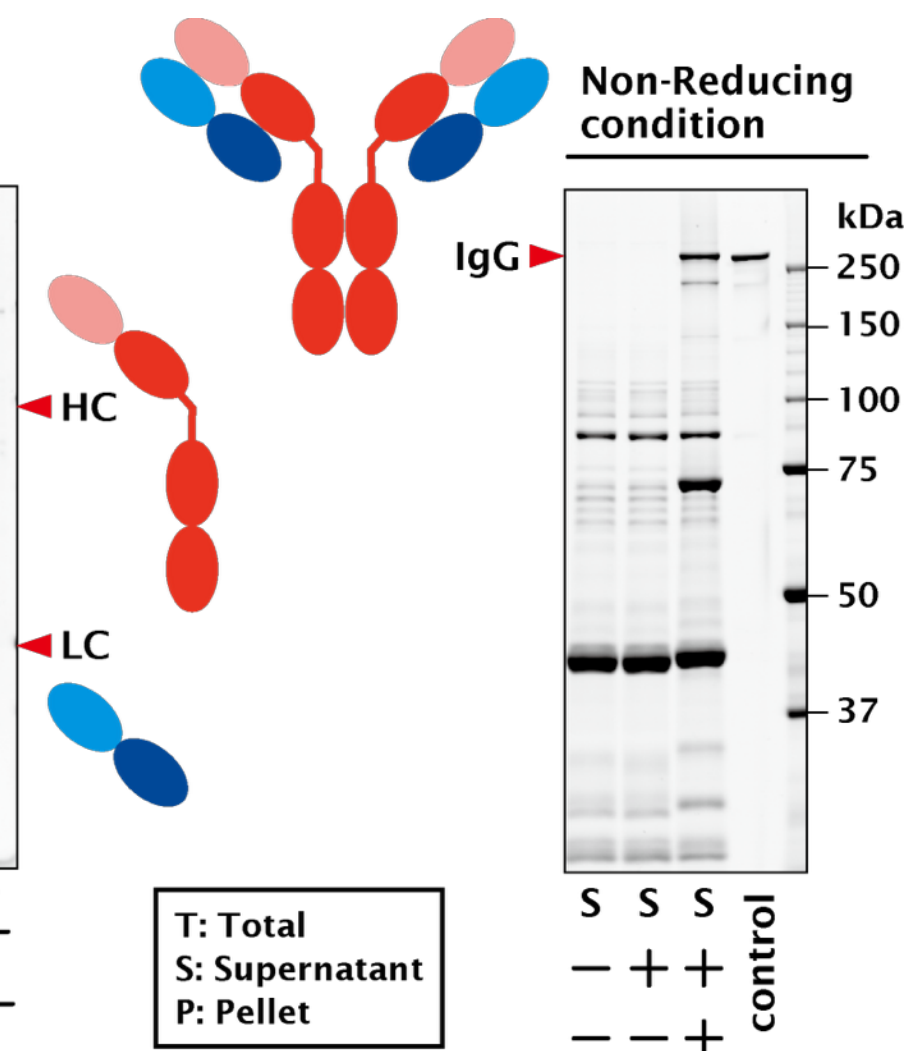 Non-Reducing
condition
kDa
IgG
250
150
HC
100
75
50
LC
37
S S S control
− + +
− − +
T: Total
S: Supernatant
P: Pellet